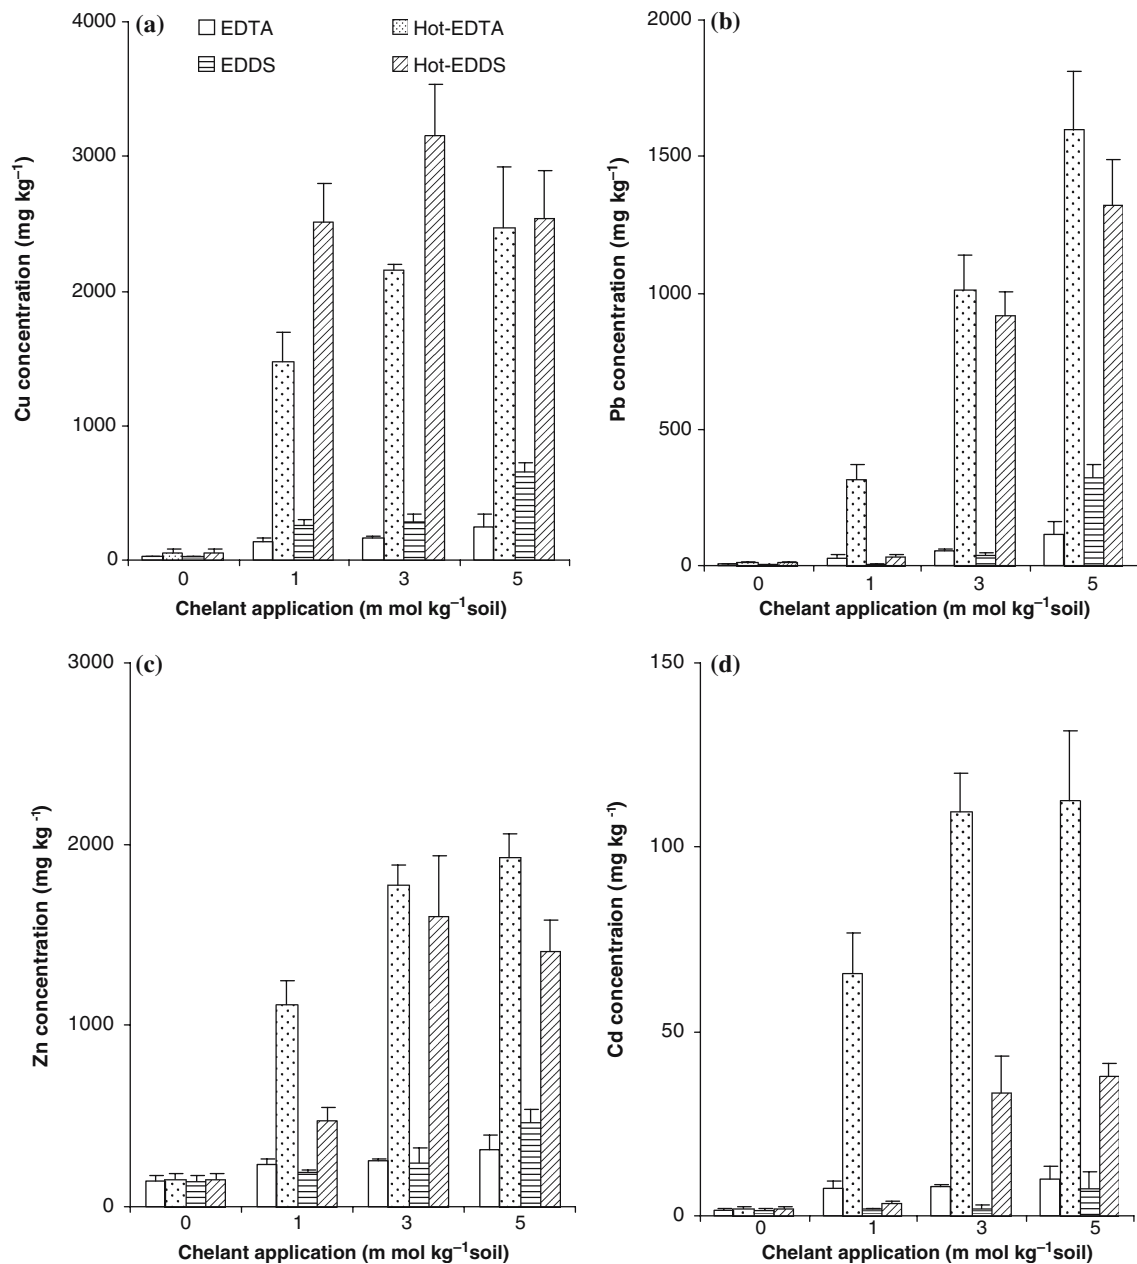 (a)
EDTA
Hot-EDTA
EDDS
Hot-EDDS
4000
3000
2000
1000
0
Cu concentration (mg kg⁻¹)
0 1 3 5
Chelant application (m mol kg⁻¹soil)
(b)
2000
1500
1000
500
0
Pb concentration (mg kg⁻¹)
0 1 3 5
Chelant application (m mol kg⁻¹soil)
(c)
3000
2000
1000
0
Zn concentration (mg kg⁻¹)
0 1 3 5
Chelant application (m mol kg⁻¹soil)
(d)
150
100
50
0
Cd concentraion (mg kg⁻¹)
0 1 3 5
Chelant application (m mol kg⁻¹soil)